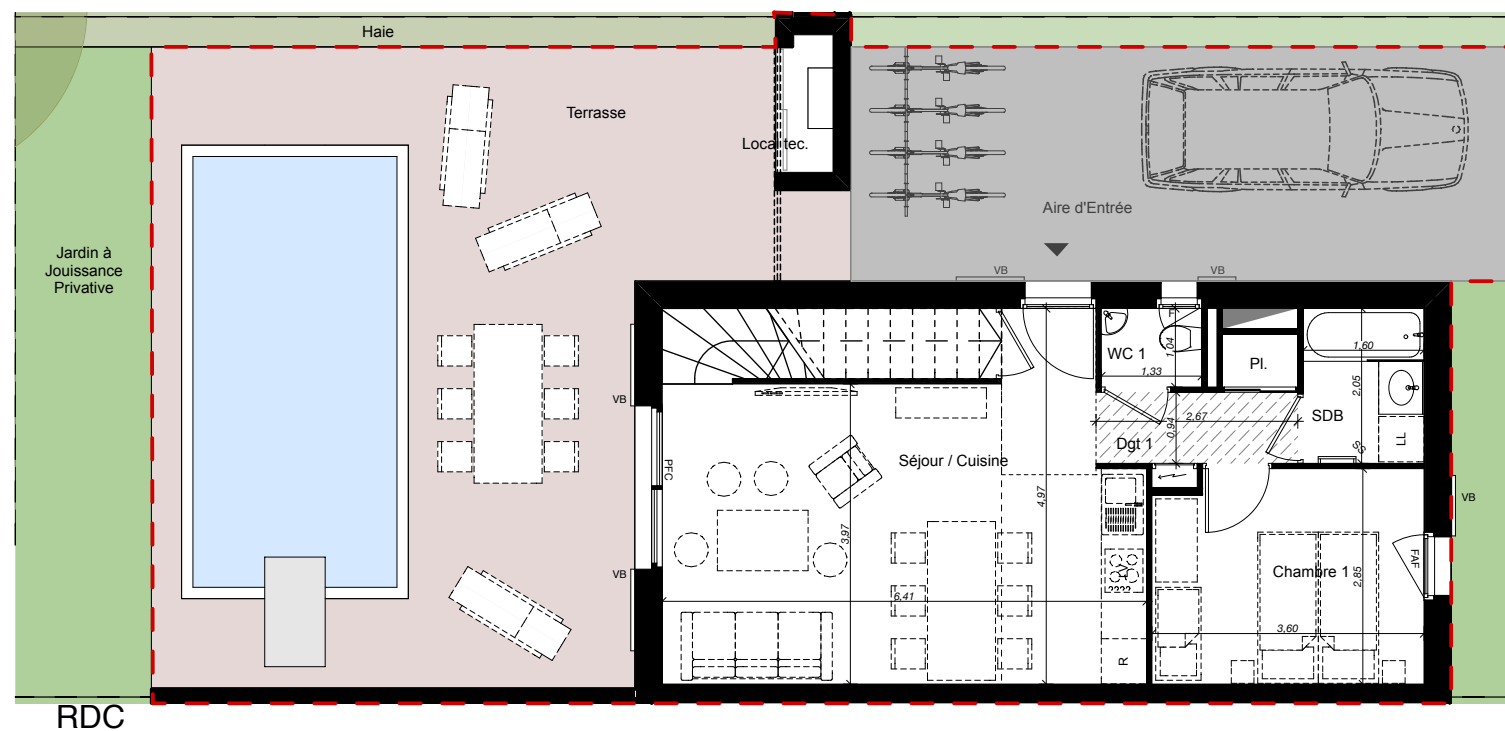 Haie
Terrasse
Local tec.
Aire d'Entrée
Jardin à
Jouissance
Privative
VB
VB
F
WC 1
1,04
1,33
Pl.
1,60
2,05
SDB
LL
SS
2,67
0,94
Dgt 1
VB
PFC
Séjour / Cuisine
4,97
3,97
6,41
LV
R
VB
VB
FAF
Chambre 1
2,85
3,60
RDC